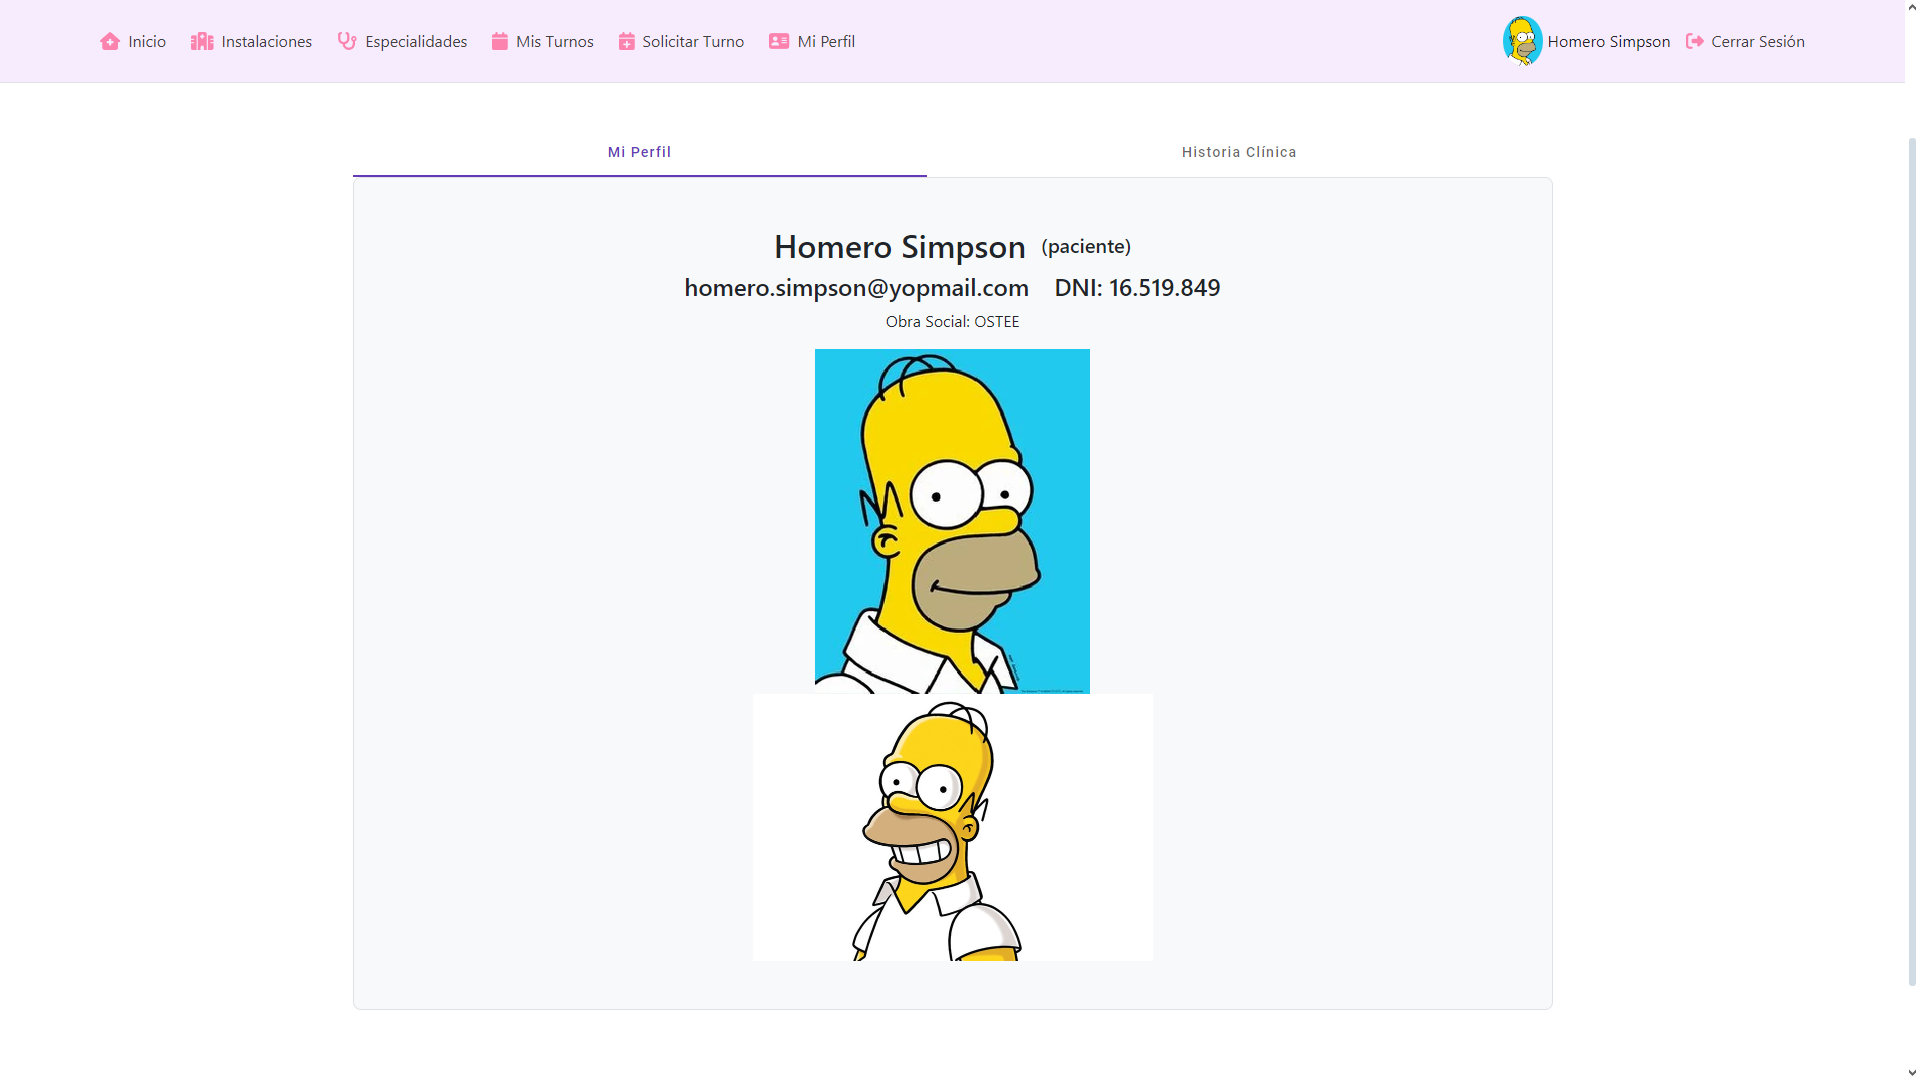 Inicio Instalaciones Especialidades Mis Turnos Solicitar Turno Mi Perfil Homero Simpson Cerrar Sesión
Mi Perfil Historia Clínica
Homero Simpson (paciente)
homero.simpson@yopmail.com DNI: 16.519.849
Obra Social: OSTEE